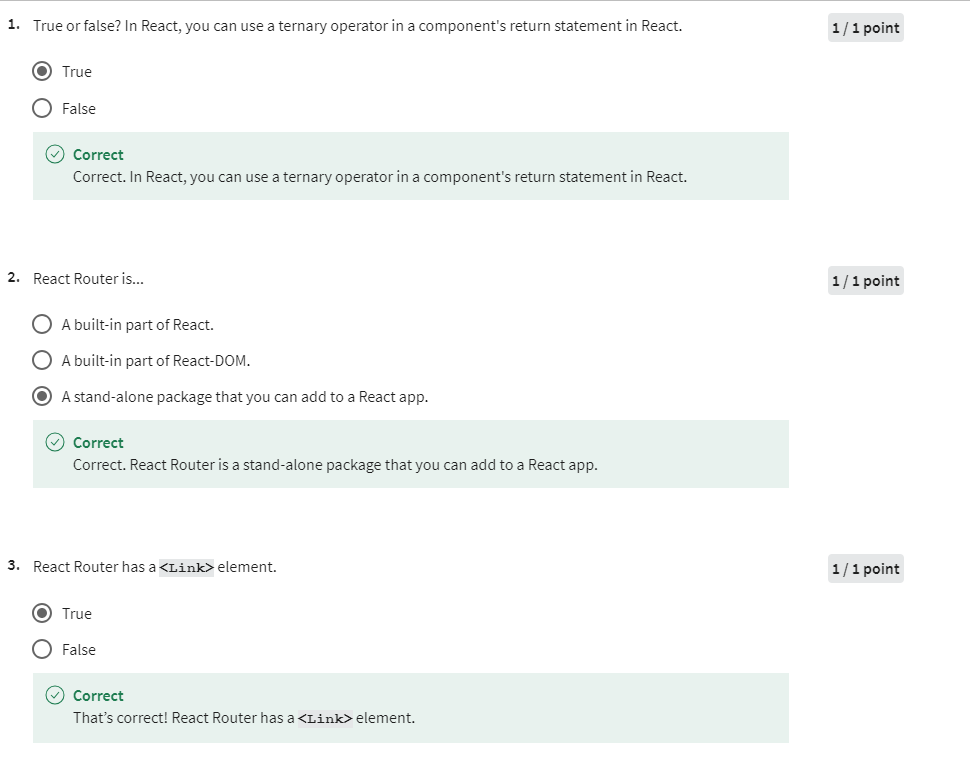 1. True or false? In React, you can use a ternary operator in a component's return statement in React.
1 / 1 point
True
False
Correct
Correct. In React, you can use a ternary operator in a component's return statement in React.
2. React Router is...
1 / 1 point
A built-in part of React.
A built-in part of React-DOM.
A stand-alone package that you can add to a React app.
Correct
Correct. React Router is a stand-alone package that you can add to a React app.
3. React Router has a <Link> element.
1 / 1 point
True
False
Correct
That’s correct! React Router has a <Link> element.